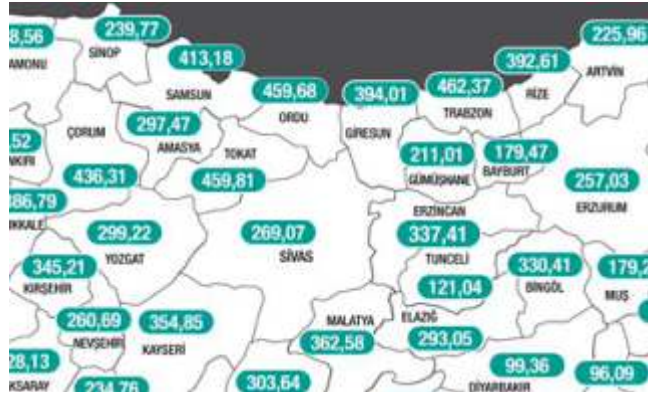 239,77
225,96
8,56
SİNOP
392,61
AMONU
413,18
ARTVİN
462,37
SAMSUN
459,68
394,01
RİZE
ORDU
TRABZON
297,47
ÇORUM
GİRESUN
52
AMASYA
TOKAT
211,01
179,47
NKIRI
436,31
459,81
GÜMÜŞHANE
BAYBURT
257,03
386,79
ERZİNCAN
ERZURUM
IKKALE
299,22
269,07
337,41
YOZGAT
SİVAS
TUNCELİ
345,21
330,41
179,2
KIRŞEHİR
121,04
BİNGÖL
MUŞ
260,69
354,85
MALATYA
ELAZIĞ
NEVŞEHİR
KAYSERİ
362,58
293,05
28,13
99,36
96,09
KSARAY
234,76
303,64
DİYARBAKIR